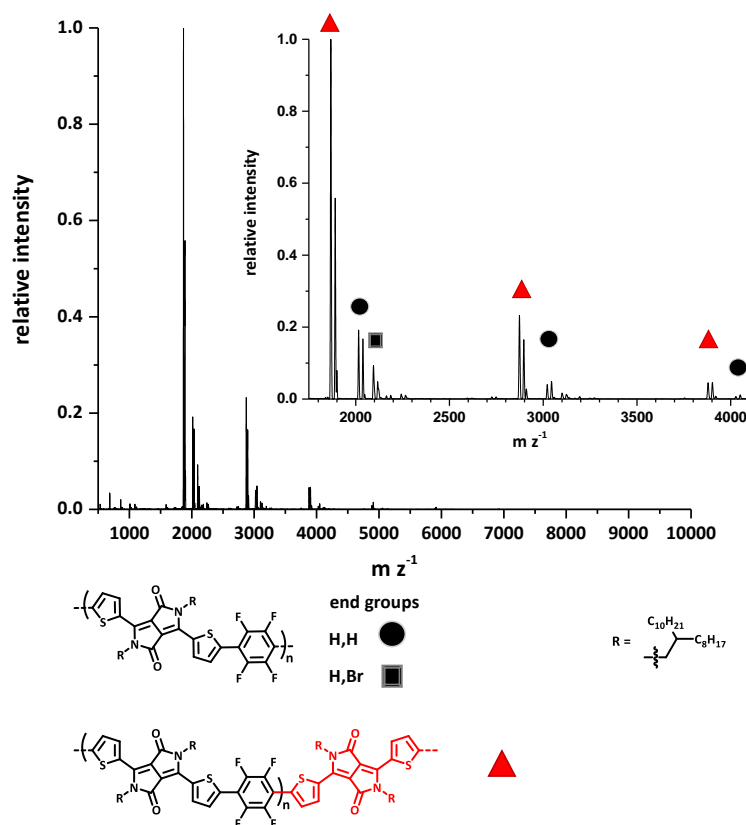 1.0
0.8
0.6
0.4
0.2
0.0
relative intensity
1000
2000
3000
4000
5000
6000
7000
8000
9000
10000
m z-1
1.0
0.8
0.6
0.4
0.2
0.0
relative intensity
2000
2500
3000
3500
4000
m z-1
S
O
R
N
N
R
O
S
F
F
F
F
n
end groups
H,H
H,Br
R =
C10H21
C8H17
S
O
R
N
N
R
O
S
F
F
F
F
n
S
R
N
O
O
N
R
S